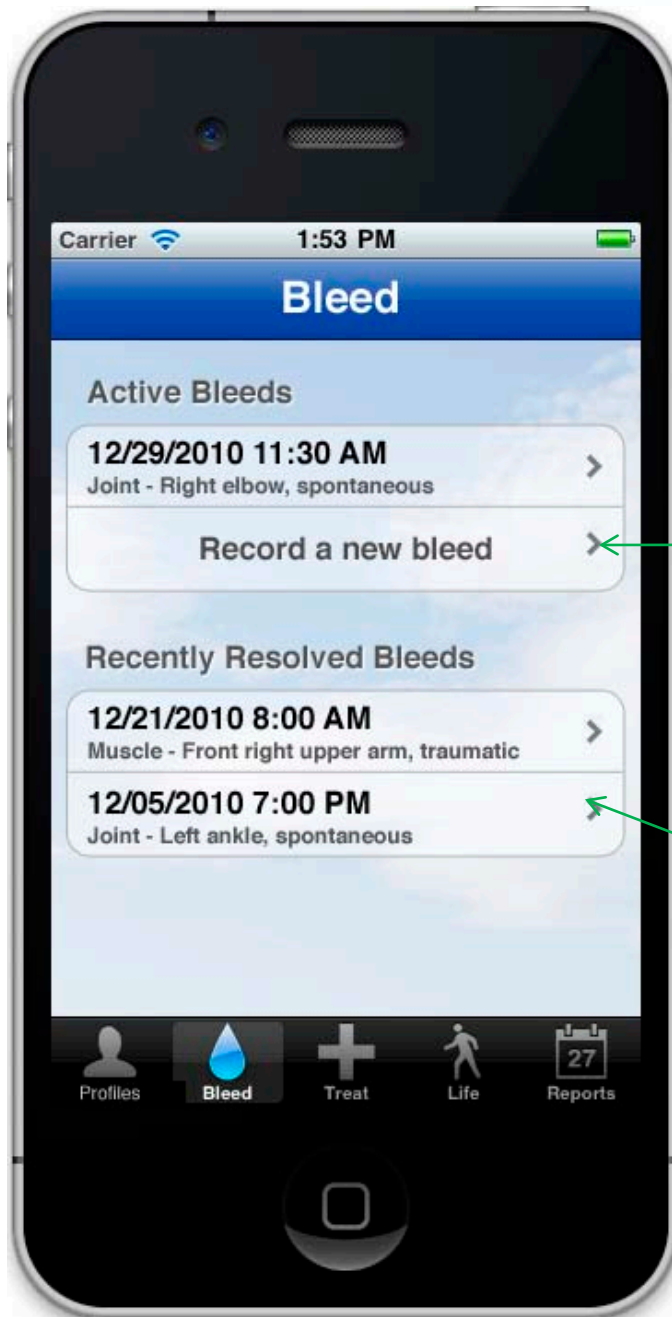 Carrier 1:53 PM
Bleed
Active Bleeds
12/29/2010 11:30 AM
Joint - Right elbow, spontaneous
Record a new bleed
Recently Resolved Bleeds
12/21/2010 8:00 AM
Muscle - Front right upper arm, traumatic
12/05/2010 7:00 PM
Joint - Left ankle, spontaneous
27
Profiles Bleed Treat Life Reports